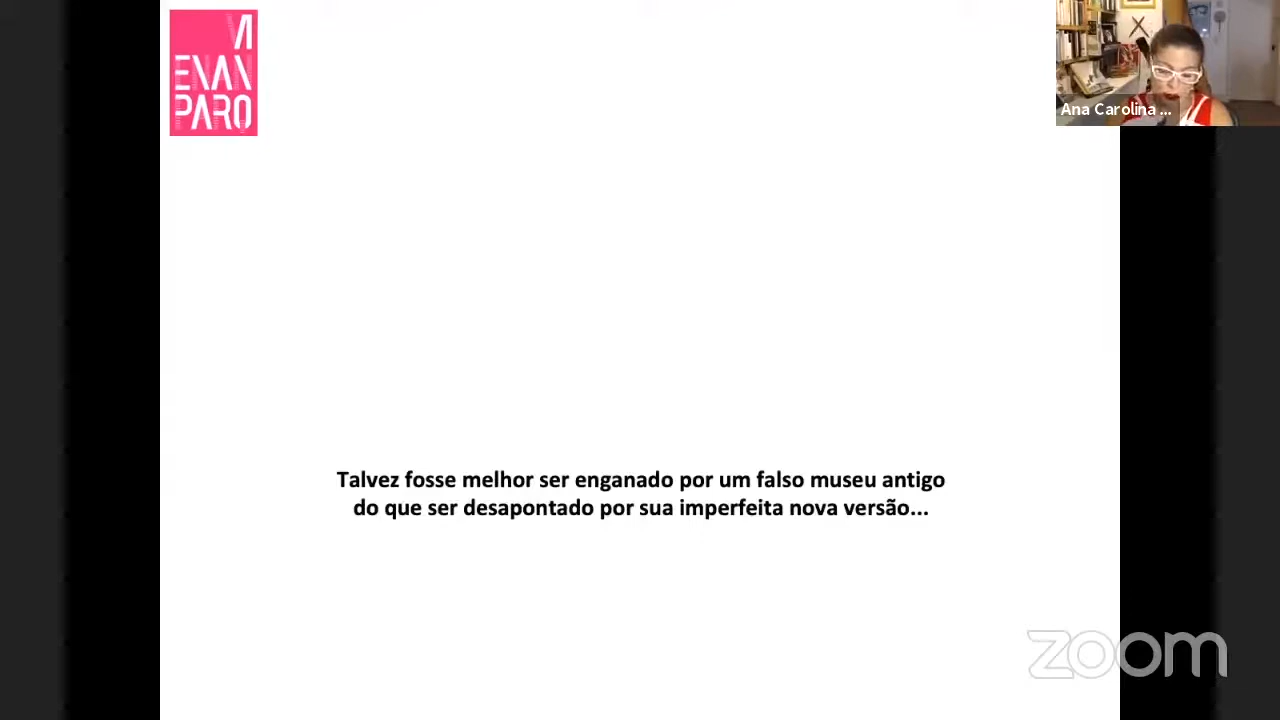 VI
ENAN
PARQ
Ana Carolina ...
Talvez fosse melhor ser enganado por um falso museu antigo
do que ser desapontado por sua imperfeita nova versão...
zoom